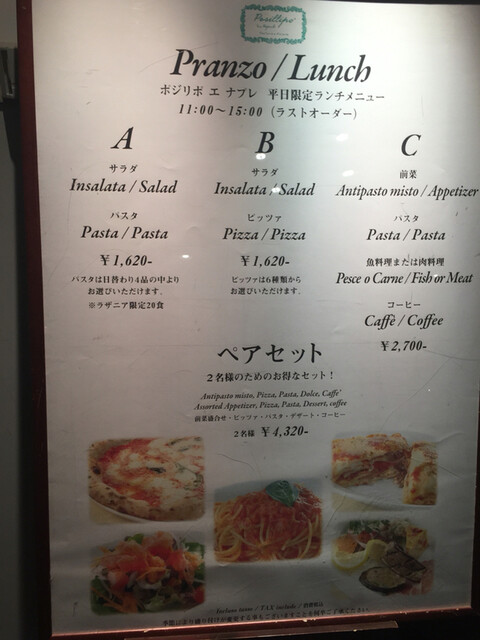 Posillipo
Pranzo / Lunch
ポジリポ エ ナプレ 平日限定ランチメニュー
11:00～15:00 (ラストオーダー)
A
サラダ
Insalata / Salad
パスタ
Pasta / Pasta
￥1,620-
パスタは日替わり4品の中より
お選びいただけます。
※ラザニア限定20食
B
サラダ
Insalata / Salad
ピッツァ
Pizza / Pizza
￥1,620-
ピッツァは6種類から
お選びいただけます。
C
前菜
Antipasto misto / Appetizer
パスタ
Pasta / Pasta
魚料理または肉料理
Pesce o Carne / Fish or Meat
コーヒー
Caffè / Coffee
￥2,700-
ペアセット
２名様のためのお得なセット！
Antipasto misto, Pizza, Pasta, Dolce, Caffe'
Assorted Appetizer, Pizza, Pasta, Dessert, coffee
前菜盛合せ・ピッツァ・パスタ・デザート・コーヒー
２名様 ￥4,320-
Incluso tasse / TAX include / 消費税込